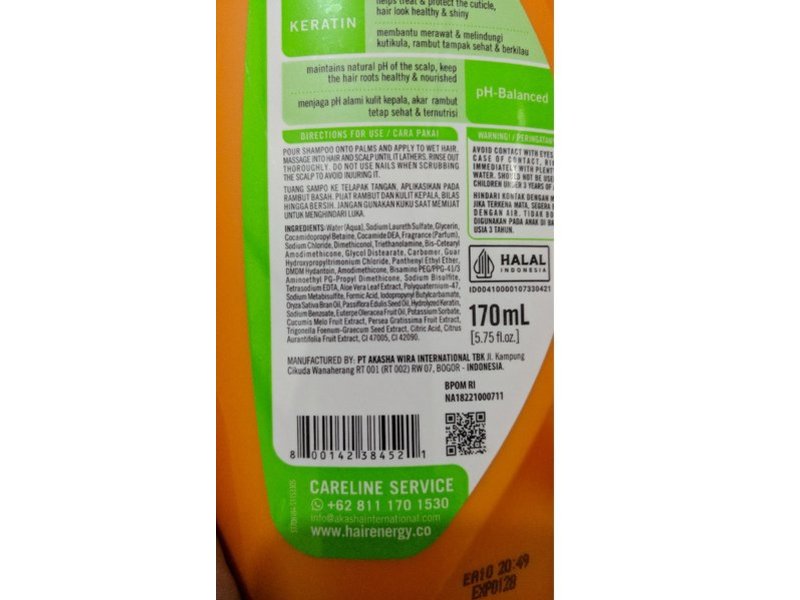 helps treat & protect the cuticle,
hair look healthy & shiny
KERATIN
membantu merawat & melindungi
kutikula, rambut tampak sehat & berkilau
maintains natural pH of the scalp, keep
the hair roots healthy & nourished
pH-Balanced
menjaga pH alami kulit kepala, akar rambut
tetap sehat & ternutrisi
DIRECTIONS FOR USE / CARA PAKAI
POUR SHAMPOO ONTO PALMS AND APPLY TO WET HAIR.
MASSAGE INTO HAIR AND SCALP UNTIL IT LATHERS. RINSE OUT
THOROUGHLY. DO NOT USE NAILS WHEN SCRUBBING
THE SCALP TO AVOID INJURING IT.
TUANG SAMPO KE TELAPAK TANGAN, APLIKASIKAN PADA
RAMBUT BASAH. PIJAT RAMBUT DAN KULIT KEPALA, BILAS
HINGGA BERSIH. JANGAN GUNAKAN KUKU SAAT MEMIJAT
UNTUK MENGHINDARI LUKA.
WARNING! / PERINGATAN
AVOID CONTACT WITH EYES
CASE OF CONTACT, RIN
IMMEDIATELY WITH PLENTY
WATER. SHOULD NOT BE USE
CHILDREN UNDER 3 YEARS OF
HINDARI KONTAK DENGAN M
JIKA TERKENA MATA, SEGERA B
DENGAN AIR. TIDAK BO
DIGUNAKAN PADA ANAK DI BA
USIA 3 TAHUN.
INGREDIENTS: Water (Aqua), Sodium Laureth Sulfate, Glycerin,
Cocamidopropyl Betaine, Cocamide DEA, Fragrance (Parfum),
Sodium Chloride, Dimethiconol, Triethanolamine, Bis-Cetearyl
Amodimethicone, Glycol Distearate, Carbomer, Guar
Hydroxypropyltrimonium Chloride, Panthenyl Ethyl Ether,
DMDM Hydantoin, Amodimethicone, Bisamino PEG/PPG-41/3
Aminoethyl PG-Propyl Dimethicone, Sodium Bisulfite,
Tetrasodium EDTA, Aloe Vera Leaf Extract, Polyquaternium-47,
Sodium Metabisulfite, Formic Acid, Iodopropynyl Butylcarbamate,
Oryza Sativa Bran Oil, Passiflora Edulis Seed Oil, Hydrolyzed Keratin,
Sodium Benzoate, Euterpe Oleracea Fruit Oil, Potassium Sorbate,
Cucumis Melo Fruit Extract, Persea Gratissima Fruit Extract,
Trigonella Foenum-Graecum Seed Extract, Citric Acid, Citrus
Aurantifolia Fruit Extract, CI 47005, CI 42090.
HALAL
INDONESIA
ID00410000107330421
170mL
[5.75 fl.oz.]
MANUFACTURED BY: PT AKASHA WIRA INTERNATIONAL TBK Jl. Kampung
Cikuda Wanaherang RT 001 (RT 002) RW 07, BOGOR - INDONESIA.
BPOM RI
NA18221000711
8 00142 38452 1
CARELINE SERVICE
+62 811 170 1530
info@akashainternational.com
www.hairenergy.co
EA10 20:49
EXP0128